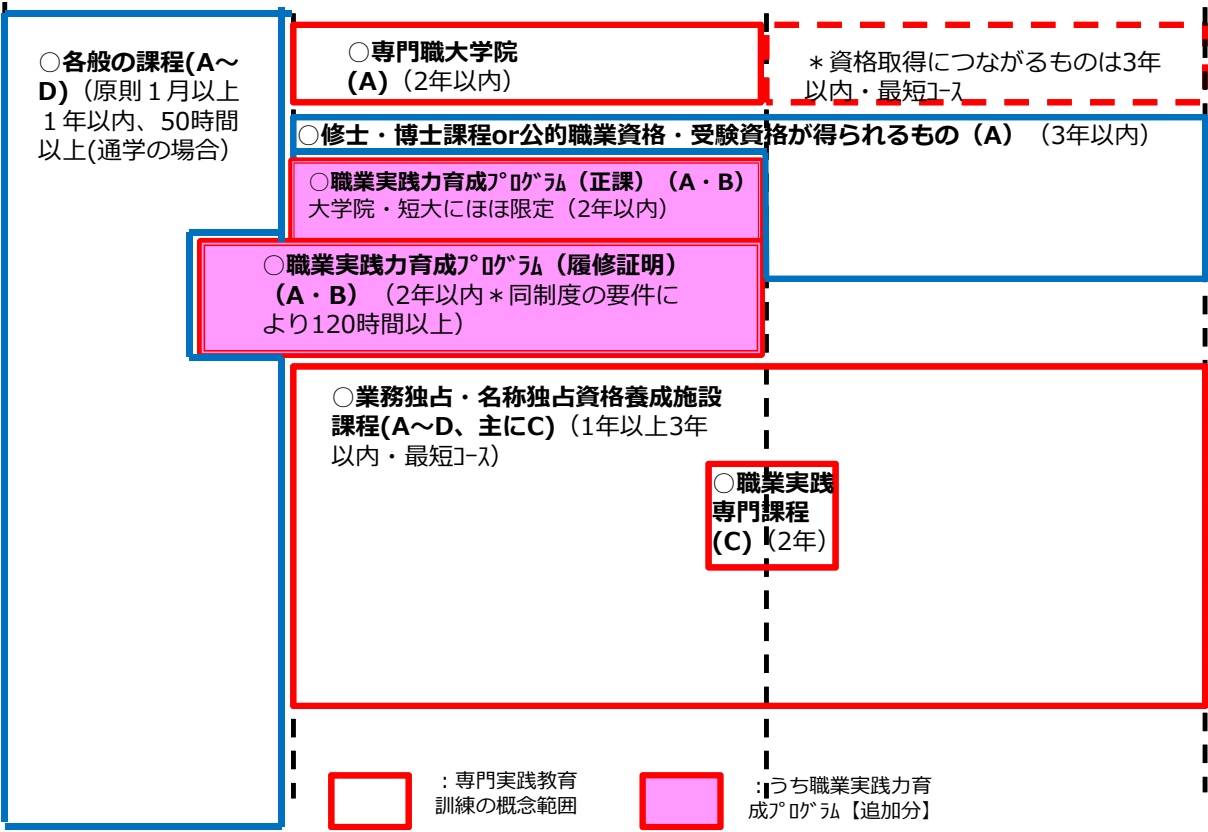 ○各般の課程(A～
D)（原則１月以上
１年以内、50時間
以上(通学の場合）
○専門職大学院
(A)（2年以内）
＊資格取得につながるものは3年
以内・最短ｺｰｽ
○修士・博士課程or公的職業資格・受験資格が得られるもの（A）（3年以内）
○職業実践力育成ﾌﾟﾛｸﾞﾗﾑ（正課）（A・B）
大学院・短大にほほ限定（2年以内）
○職業実践力育成ﾌﾟﾛｸﾞﾗﾑ（履修証明）
（A・B）（2年以内＊同制度の要件に
より120時間以上）
○業務独占・名称独占資格養成施設
課程(A～D、主にC)（1年以上3年
以内・最短ｺｰｽ）
○職業実践
専門課程
(C)（2年）
：専門実践教育
訓練の概念範囲
：うち職業実践力育
成ﾌﾟﾛｸﾞﾗﾑ【追加分】